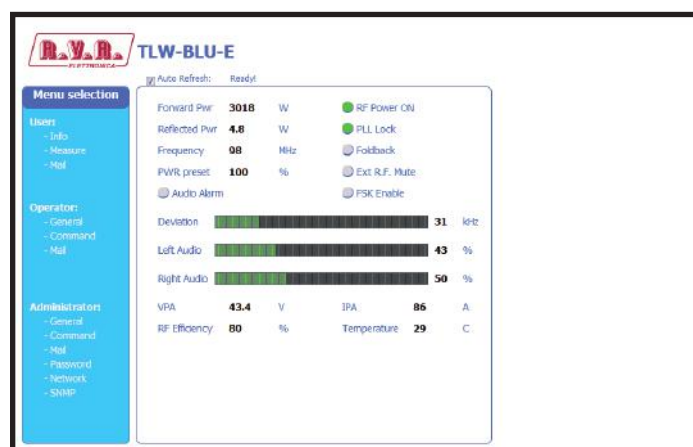 R.V.R.
ELETTRONICA
TLW-BLU-E
Auto Refresh: Ready!
Menu selection
User:
- Info
- Measure
- Mail
Operator:
- General
- Command
- Mail
Administrator:
- General
- Command
- Mail
- Password
- Network
- SNMP
Forward Pwr 3018 W RF Power ON
Reflected Pwr 4.8 W PLL Lock
Frequency 98 MHz Foldback
PWR preset 100 % Ext R.F. Mute
Audio Alarm FSK Enable
Deviation 31 kHz
Left Audio 43 %
Right Audio 50 %
VPA 43.4 V IPA 86 A
RF Efficiency 80 % Temperature 29 C